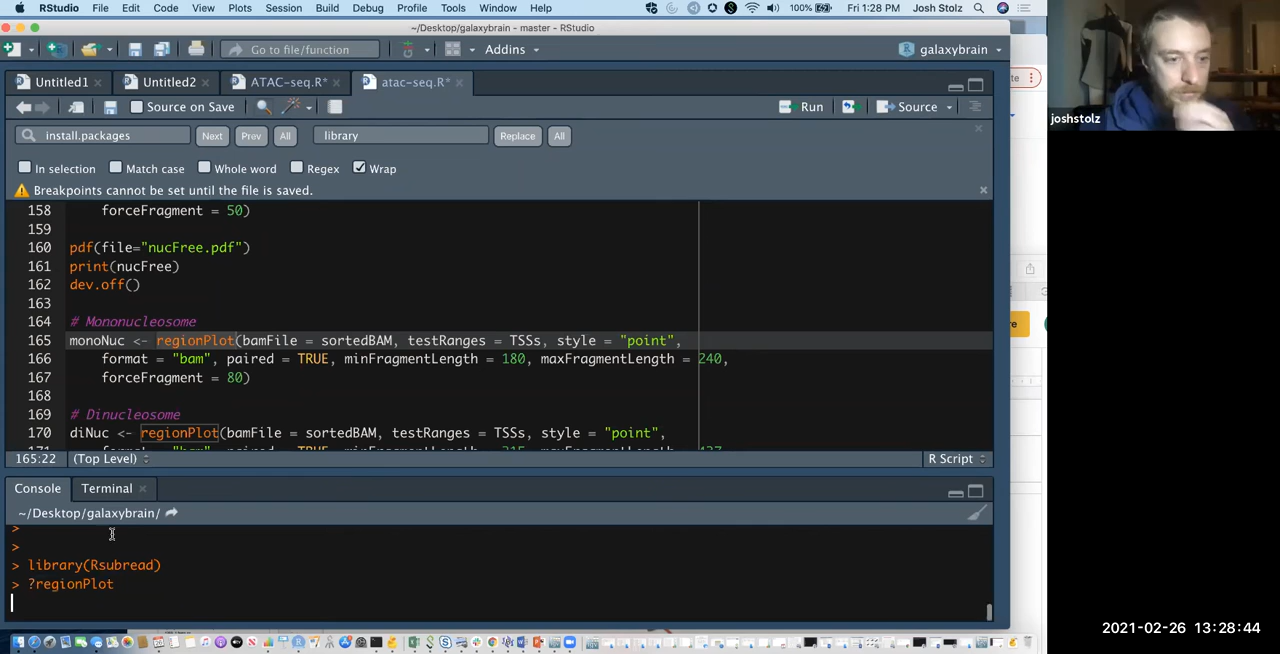 RStudio File Edit Code View Plots Session Build Debug Profile Tools Window Help 100% Fri 1:28 PM Josh Stolz
~/Desktop/galaxybrain - master - RStudio
Go to file/function Addins galaxybrain
Untitled1 Untitled2 ATAC-seq.R* atac-seq.R*
Source on Save Run Source
install.packages Next Prev All library Replace All
In selection Match case Whole word Regex Wrap
Breakpoints cannot be set until the file is saved.
158 forceFragment = 50)
159
160 pdf(file="nucFree.pdf")
161 print(nucFree)
162 dev.off()
163
164 # Mononucleosome
165 monoNuc <- regionPlot(bamFile = sortedBAM, testRanges = TSSs, style = "point",
166 format = "bam", paired = TRUE, minFragmentLength = 180, maxFragmentLength = 240,
167 forceFragment = 80)
168
169 # Dinucleosome
170 diNuc <- regionPlot(bamFile = sortedBAM, testRanges = TSSs, style = "point",
165:22 (Top Level) R Script
Console Terminal
~/Desktop/galaxybrain/
>
>
> library(Rsubread)
> ?regionPlot
joshstolz
2021-02-26 13:28:44